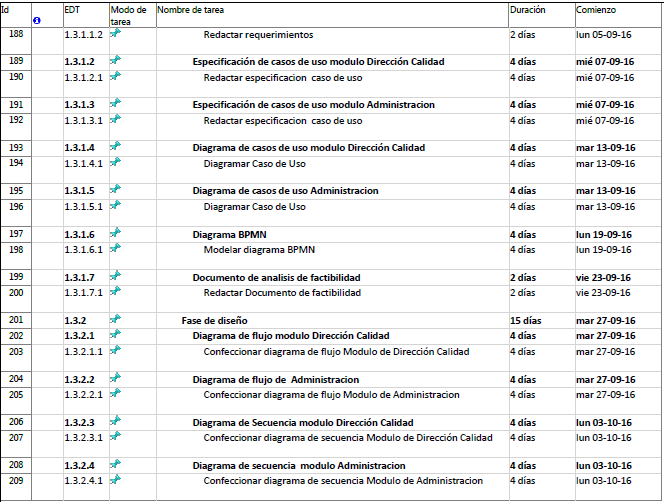 Id EDT Modo de tarea Nombre de tarea Duración Comienzo
188 1.3.1.1.2 Redactar requerimientos 2 días lun 05-09-16
189 1.3.1.2 Especificación de casos de uso modulo Dirección Calidad 4 días mié 07-09-16
190 1.3.1.2.1 Redactar especificacion caso de uso 4 días mié 07-09-16
191 1.3.1.3 Especificación de casos de uso modulo Administracion 4 días mié 07-09-16
192 1.3.1.3.1 Redactar especificacion caso de uso 4 días mié 07-09-16
193 1.3.1.4 Diagrama de casos de uso modulo Dirección Calidad 4 días mar 13-09-16
194 1.3.1.4.1 Diagramar Caso de Uso 4 días mar 13-09-16
195 1.3.1.5 Diagrama de casos de uso Administracion 4 días mar 13-09-16
196 1.3.1.5.1 Diagramar Caso de Uso 4 días mar 13-09-16
197 1.3.1.6 Diagrama BPMN 4 días lun 19-09-16
198 1.3.1.6.1 Modelar diagrama BPMN 4 días lun 19-09-16
199 1.3.1.7 Documento de analisis de factibilidad 2 días vie 23-09-16
200 1.3.1.7.1 Redactar Documento de factibilidad 2 días vie 23-09-16
201 1.3.2 Fase de diseño 15 días mar 27-09-16
202 1.3.2.1 Diagrama de flujo modulo Dirección Calidad 4 días mar 27-09-16
203 1.3.2.1.1 Confeccionar diagrama de flujo Modulo de Dirección Calidad 4 días mar 27-09-16
204 1.3.2.2 Diagrama de flujo de Administracion 4 días mar 27-09-16
205 1.3.2.2.1 Confeccionar diagrama de flujo Modulo de Administracion 4 días mar 27-09-16
206 1.3.2.3 Diagrama de Secuencia modulo Dirección Calidad 4 días lun 03-10-16
207 1.3.2.3.1 Confeccionar diagrama de secuencia Modulo de Dirección Calidad 4 días lun 03-10-16
208 1.3.2.4 Diagrama de secuencia modulo Administracion 4 días lun 03-10-16
209 1.3.2.4.1 Confeccionar diagrama de secuencia Modulo de Administracion 4 días lun 03-10-16